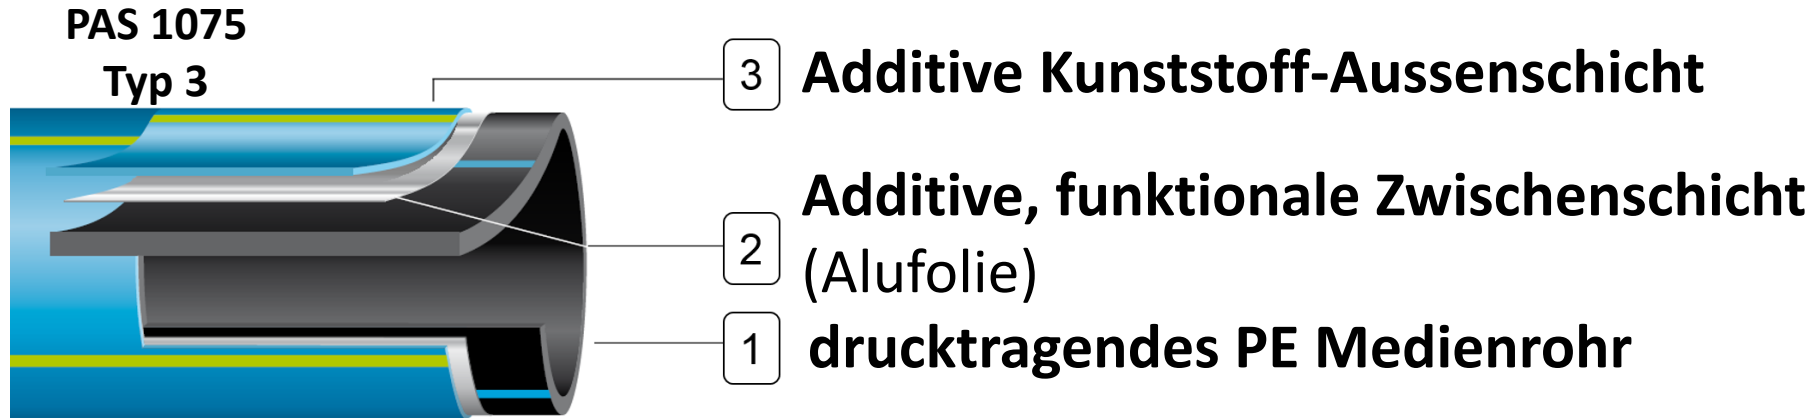 PAS 1075
Typ 3
3 Additive Kunststoff-Aussenschicht
2 Additive, funktionale Zwischenschicht
(Alufolie)
1 drucktragendes PE Medienrohr